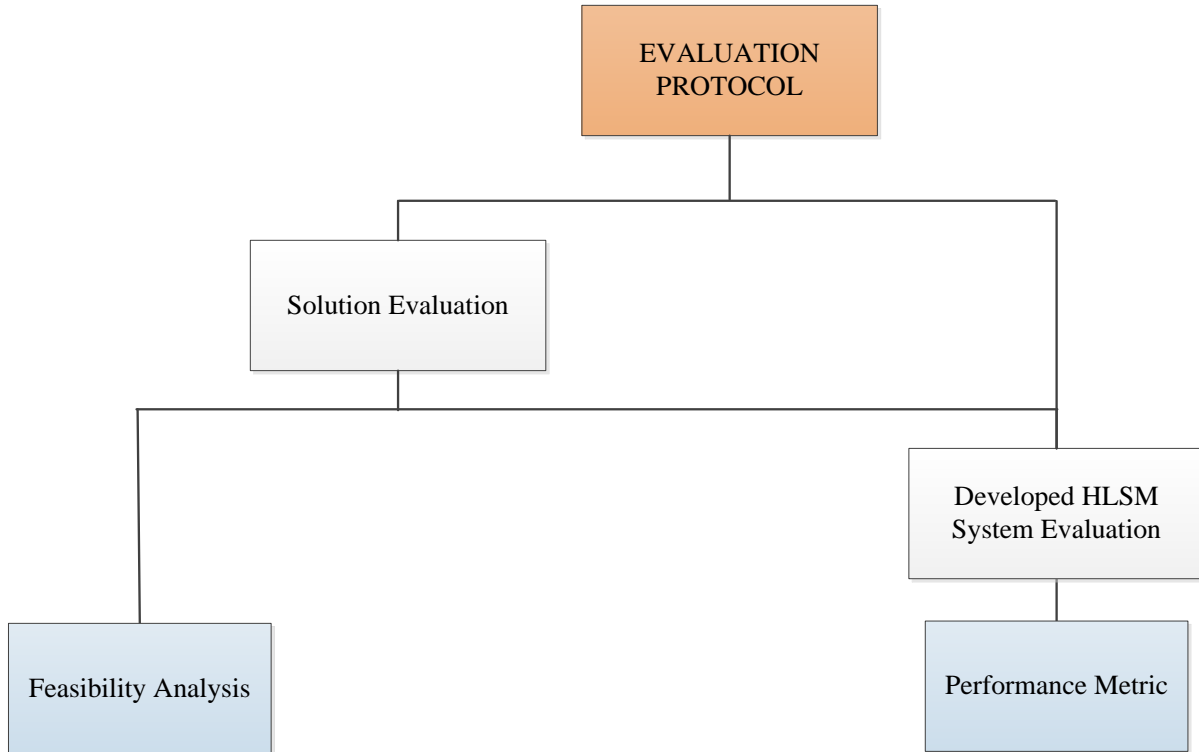 EVALUATION
PROTOCOL
Solution Evaluation
Developed HLSM
System Evaluation
Feasibility Analysis
Performance Metric